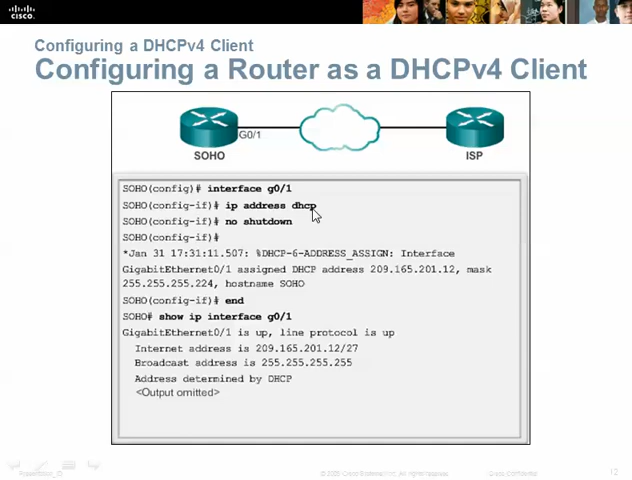 CISCO.
Configuring a DHCPv4 Client
Configuring a Router as a DHCPv4 Client
G0/1
SOHO
ISP
SOHO(config)# interface g0/1
SOHO(config-if)# ip address dhcp
SOHO(config-if)# no shutdown
SOHO(config-if)#
*Jan 31 17:31:11.507: %DHCP-6-ADDRESS_ASSIGN: Interface
GigabitEthernet0/1 assigned DHCP address 209.165.201.12, mask
255.255.255.224, hostname SOHO
SOHO(config-if)# end
SOHO# show ip interface g0/1
GigabitEthernet0/1 is up, line protocol is up
Internet address is 209.165.201.12/27
Broadcast address is 255.255.255.255
Address determined by DHCP
<Output omitted>
Presentation_ID
Cisco Confidential
12